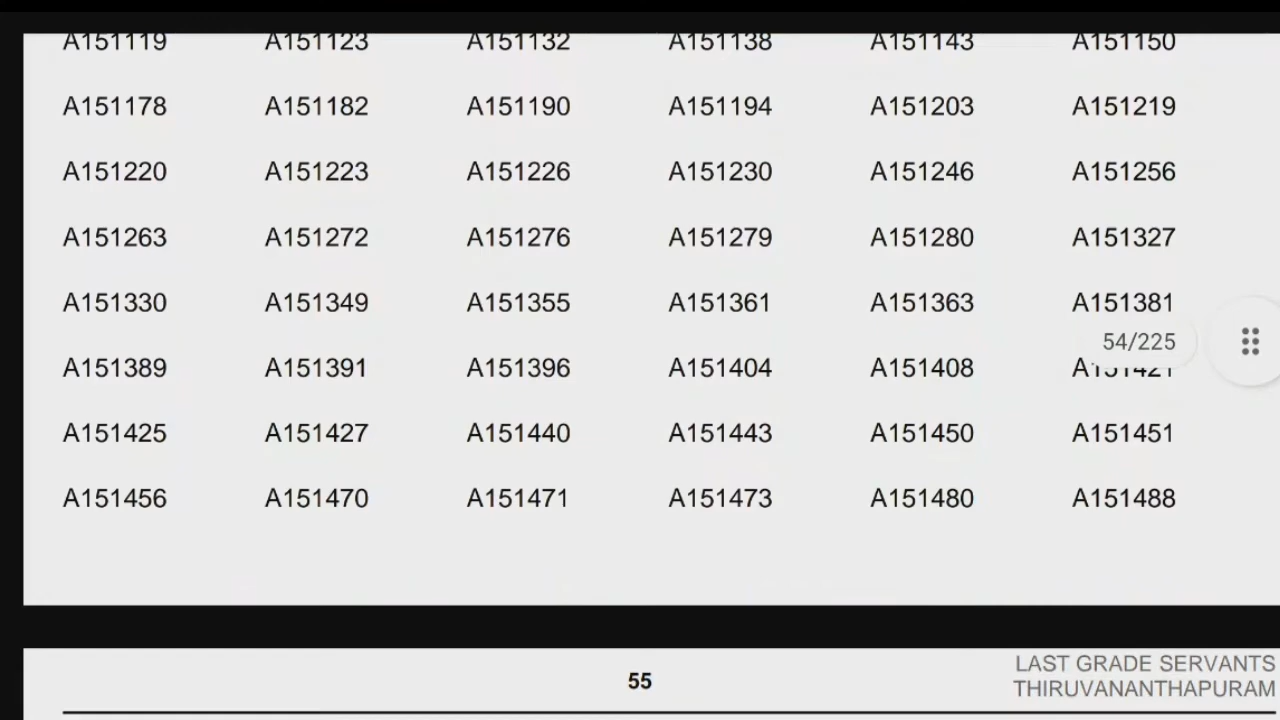 A151119 A151123 A151132 A151138 A151143 A151150
A151178 A151182 A151190 A151194 A151203 A151219
A151220 A151223 A151226 A151230 A151246 A151256
A151263 A151272 A151276 A151279 A151280 A151327
A151330 A151349 A151355 A151361 A151363 A151381
54/225
A151389 A151391 A151396 A151404 A151408 A151421
A151425 A151427 A151440 A151443 A151450 A151451
A151456 A151470 A151471 A151473 A151480 A151488
55
LAST GRADE SERVANTS
THIRUVANANTHAPURAM